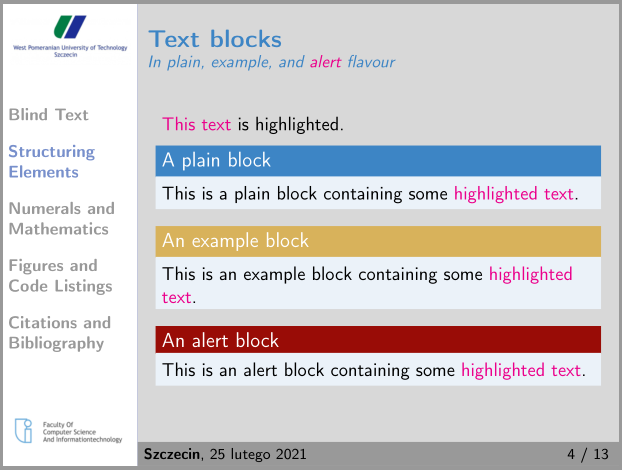 West Pomeranian University of Technology
Szczecin
Blind Text
Structuring
Elements
Numerals and
Mathematics
Figures and
Code Listings
Citations and
Bibliography
Faculty Of
Computer Science
And Informationtechnology
Text blocks
In plain, example, and alert flavour
This text is highlighted.
A plain block
This is a plain block containing some highlighted text.
An example block
This is an example block containing some highlighted
text.
An alert block
This is an alert block containing some highlighted text.
Szczecin, 25 lutego 2021 4 / 13